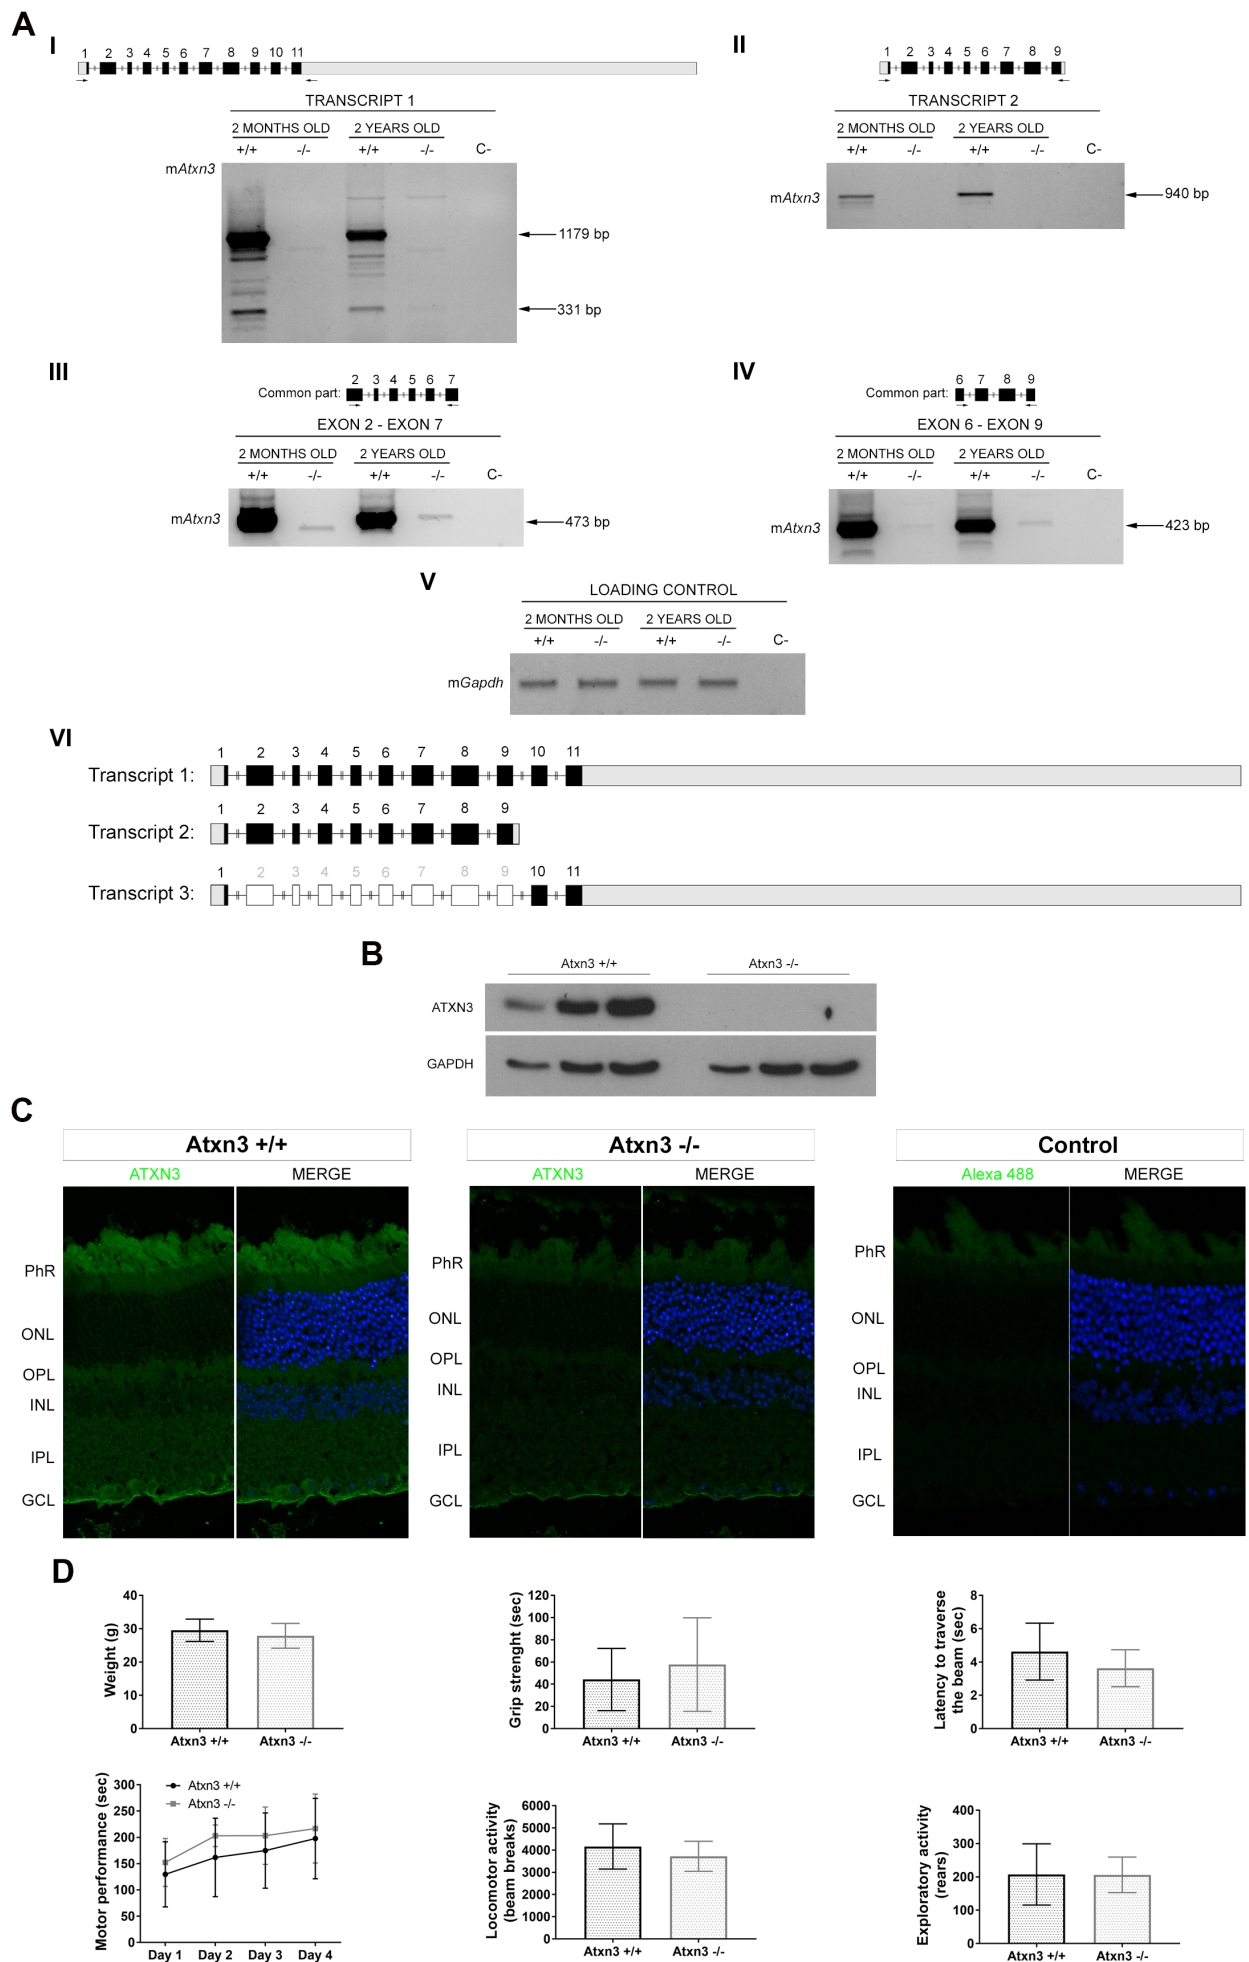 A
I
1 2 3 4 5 6 7 8 9 10 11
TRANSCRIPT 1
2 MONTHS OLD 2 YEARS OLD
+/+ -/- +/+ -/- C-
mAtxn3
1179 bp
331 bp
II
1 2 3 4 5 6 7 8 9
TRANSCRIPT 2
2 MONTHS OLD 2 YEARS OLD
+/+ -/- +/+ -/- C-
mAtxn3
940 bp
III
2 3 4 5 6 7
Common part:
EXON 2 - EXON 7
2 MONTHS OLD 2 YEARS OLD
+/+ -/- +/+ -/- C-
mAtxn3
473 bp
IV
6 7 8 9
Common part:
EXON 6 - EXON 9
2 MONTHS OLD 2 YEARS OLD
+/+ -/- +/+ -/- C-
mAtxn3
423 bp
V
LOADING CONTROL
2 MONTHS OLD 2 YEARS OLD
+/+ -/- +/+ -/- C-
mGapdh
VI
1 2 3 4 5 6 7 8 9 10 11
Transcript 1:
1 2 3 4 5 6 7 8 9
Transcript 2:
1 2 3 4 5 6 7 8 9 10 11
Transcript 3:
B
Atxn3 +/+ Atxn3 -/-
ATXN3
GAPDH
C
Atxn3 +/+
ATXN3 MERGE
PhR
ONL
OPL
INL
IPL
GCL
Atxn3 -/-
ATXN3 MERGE
PhR
ONL
OPL
INL
IPL
GCL
Control
Alexa 488 MERGE
PhR
ONL
OPL
INL
IPL
GCL
D
Weight (g)
40
30
20
10
0
Atxn3 +/+ Atxn3 -/-
Grip strenght (sec)
120
100
80
60
40
20
0
Atxn3 +/+ Atxn3 -/-
Latency to traverse
the beam (sec)
8
6
4
2
0
Atxn3 +/+ Atxn3 -/-
Motor performance (sec)
300
250
200
150
100
50
0
Atxn3 +/+
Atxn3 -/-
Day 1 Day 2 Day 3 Day 4
Locomotor activity
(beam breaks)
6000
5000
4000
3000
2000
1000
0
Atxn3 +/+ Atxn3 -/-
Exploratory activity
(rears)
400
300
200
100
0
Atxn3 +/+ Atxn3 -/-